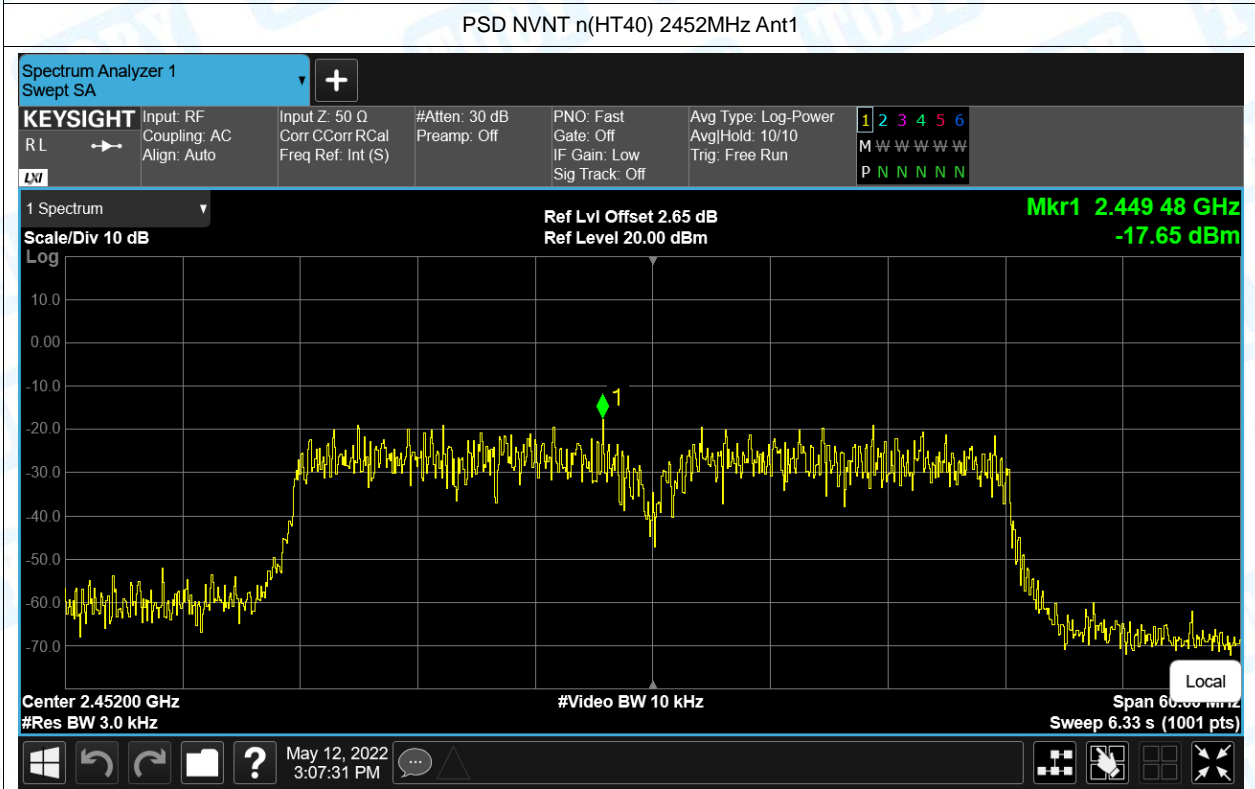 PSD NVNT n(HT40) 2452MHz Ant1
Spectrum Analyzer 1
Swept SA
+
KEYSIGHT
RL
LXI
Input: RF
Coupling: AC
Align: Auto
Input Z: 50 Ω
Corr CCorr RCal
Freq Ref: Int (S)
#Atten: 30 dB
Preamp: Off
PNO: Fast
Gate: Off
IF Gain: Low
Sig Track: Off
Avg Type: Log-Power
Avg|Hold: 10/10
Trig: Free Run
1 2 3 4 5 6
M W W W W W W
P N N N N N
1 Spectrum
Scale/Div 10 dB
Log
Ref Lvl Offset 2.65 dB
Ref Level 20.00 dBm
Mkr1 2.449 48 GHz
-17.65 dBm
10.0
0.00
-10.0
1
-20.0
-30.0
-40.0
-50.0
-60.0
-70.0
Local
Center 2.45200 GHz
#Video BW 10 kHz
Span 60.00 MHz
#Res BW 3.0 kHz
Sweep 6.33 s (1001 pts)
?
May 12, 2022
3:07:31 PM